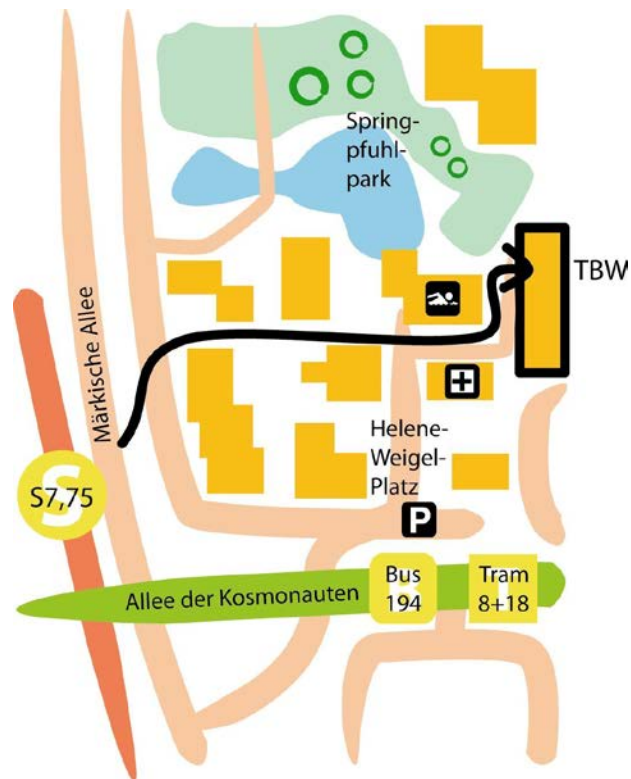 Spring-
pfuhl-
park
TBW
Märkische Allee
Helene-
Weigel-
Platz
S
S7,75
P
Allee der Kosmonauten
B
Bus
194
T
Tram
8+18